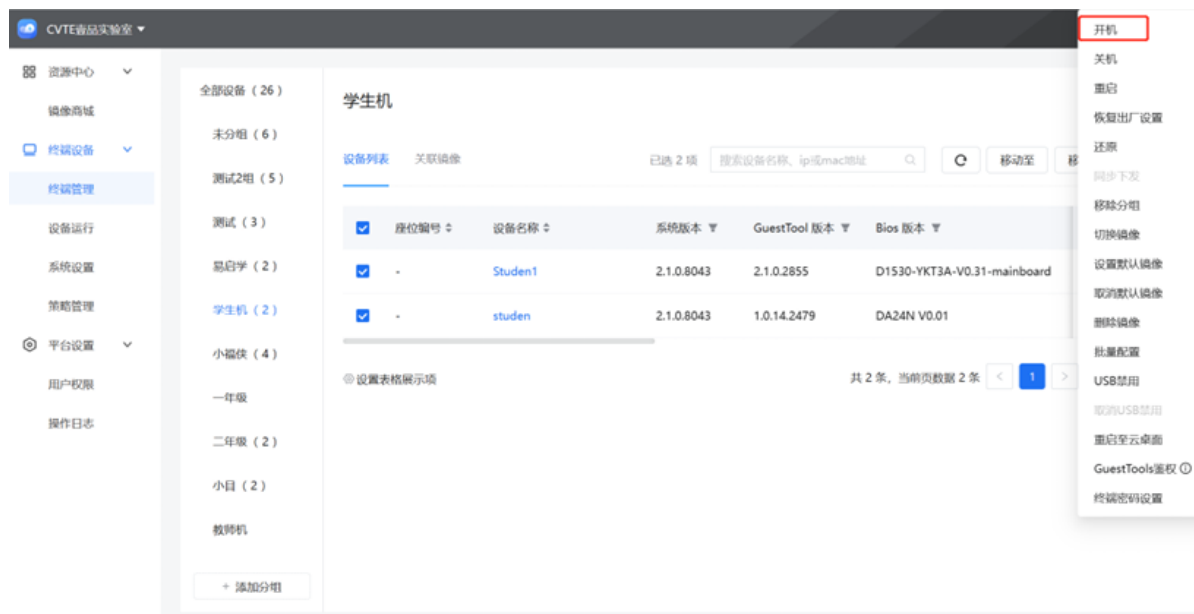 CVTE壹品实验室
资源中心
镜像商城
终端设备
终端管理
设备运行
系统设置
策略管理
平台设置
用户权限
操作日志
全部设备（26）
未分组（6）
测试2组（5）
测试（3）
易启学（2）
学生机（2）
小福侠（4）
一年级
二年级（2）
小目（2）
教师机
+ 添加分组
学生机
设备列表 关联镜像 已选 2 项 搜索设备名称、ip或mac地址 移动至 移
座位编号 设备名称 系统版本 GuestTool 版本 Bios 版本
- Studen1 2.1.0.8043 2.1.0.2855 D1530-YKT3A-V0.31-mainboard
- studen 2.1.0.8043 1.0.14.2479 DA24N V0.01
设置表格展示项 共 2 条，当前页数据 2 条 < 1 >
开机
关机
重启
恢复出厂设置
还原
同步下发
移除分组
切换镜像
设置默认镜像
取消默认镜像
删除镜像
批量配置
USB禁用
取消USB禁用
重启至云桌面
GuestTools鉴权
终端密码设置